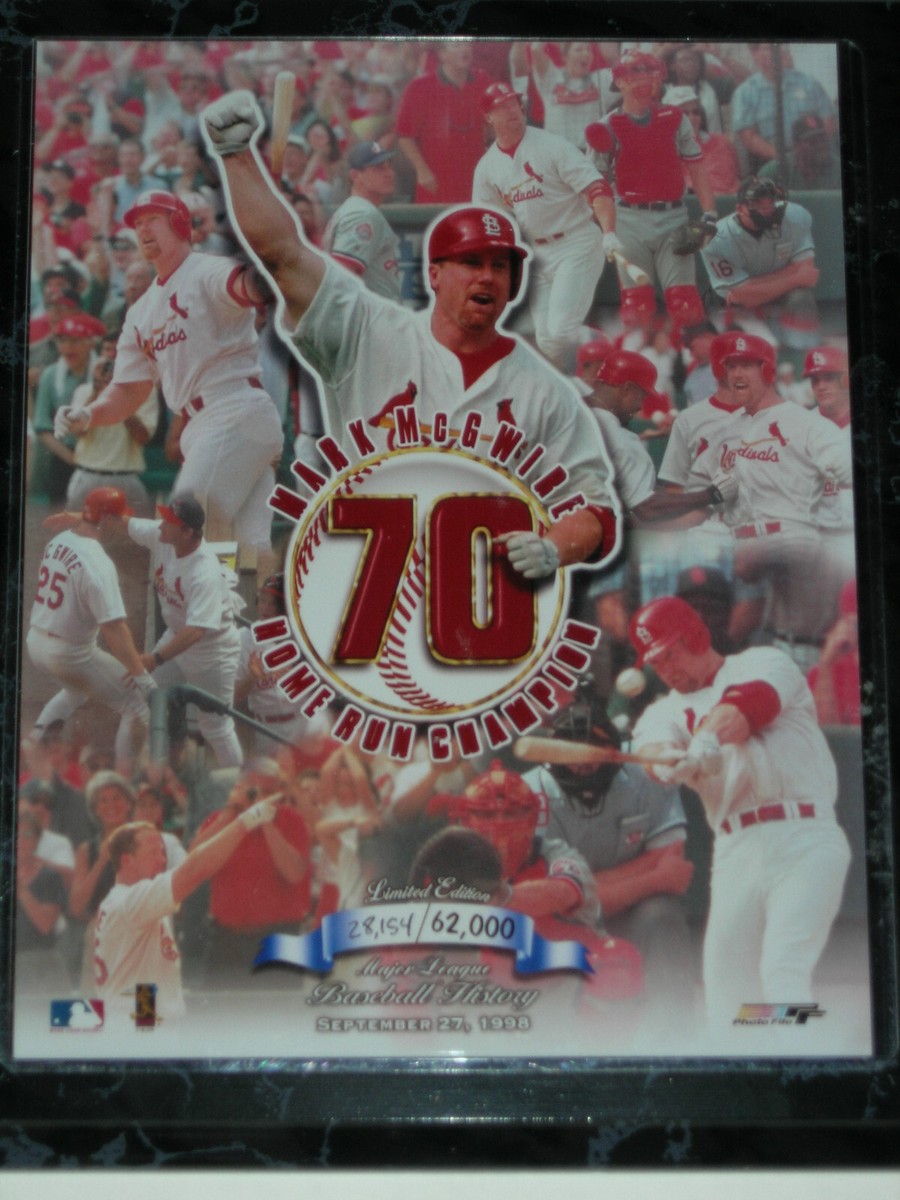 Cardinals
16
Cardinals
MARK McGWIRE
70
McGWIRE
25
HOME RUN CHAMPION
Limited Edition
28,154/62,000
Major League
Baseball History
SEPTEMBER 27, 1998
Photo File